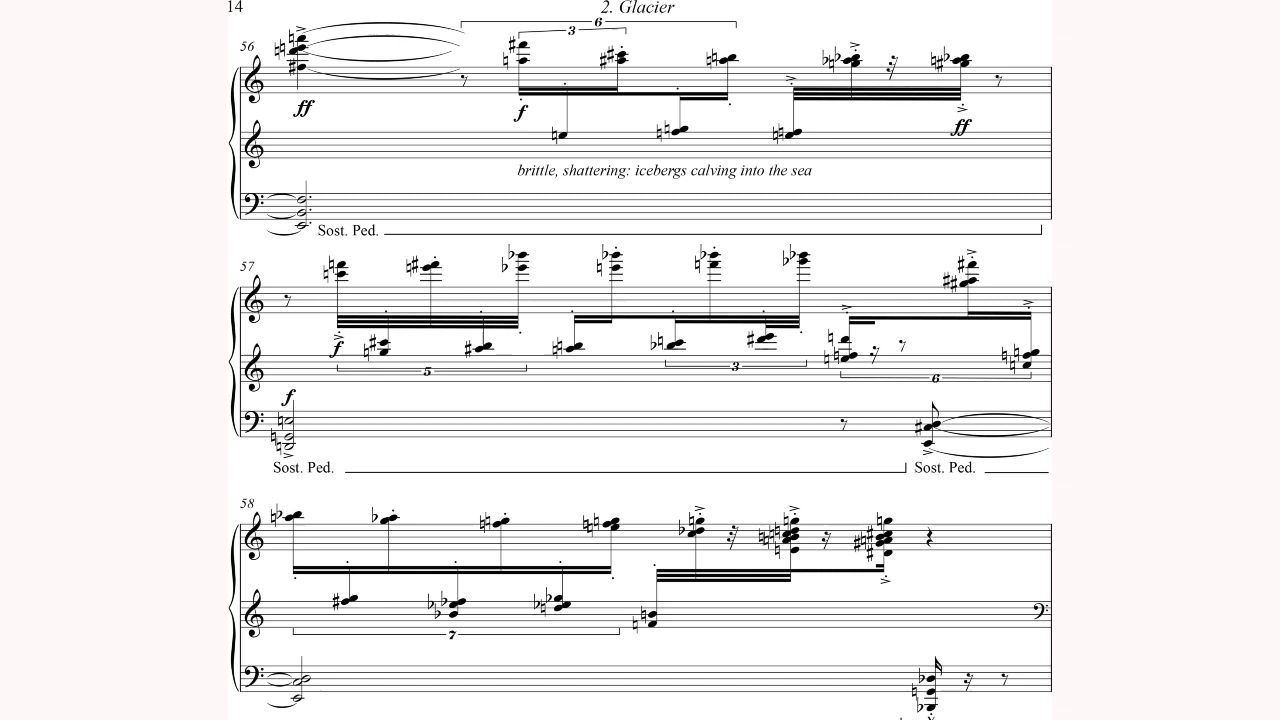 14
2. Glacier
6
3
56
ff
f
ff
brittle, shattering: icebergs calving into the sea
Sost. Ped.
57
f
5
3
6
f
Sost. Ped.
Sost. Ped.
58
7